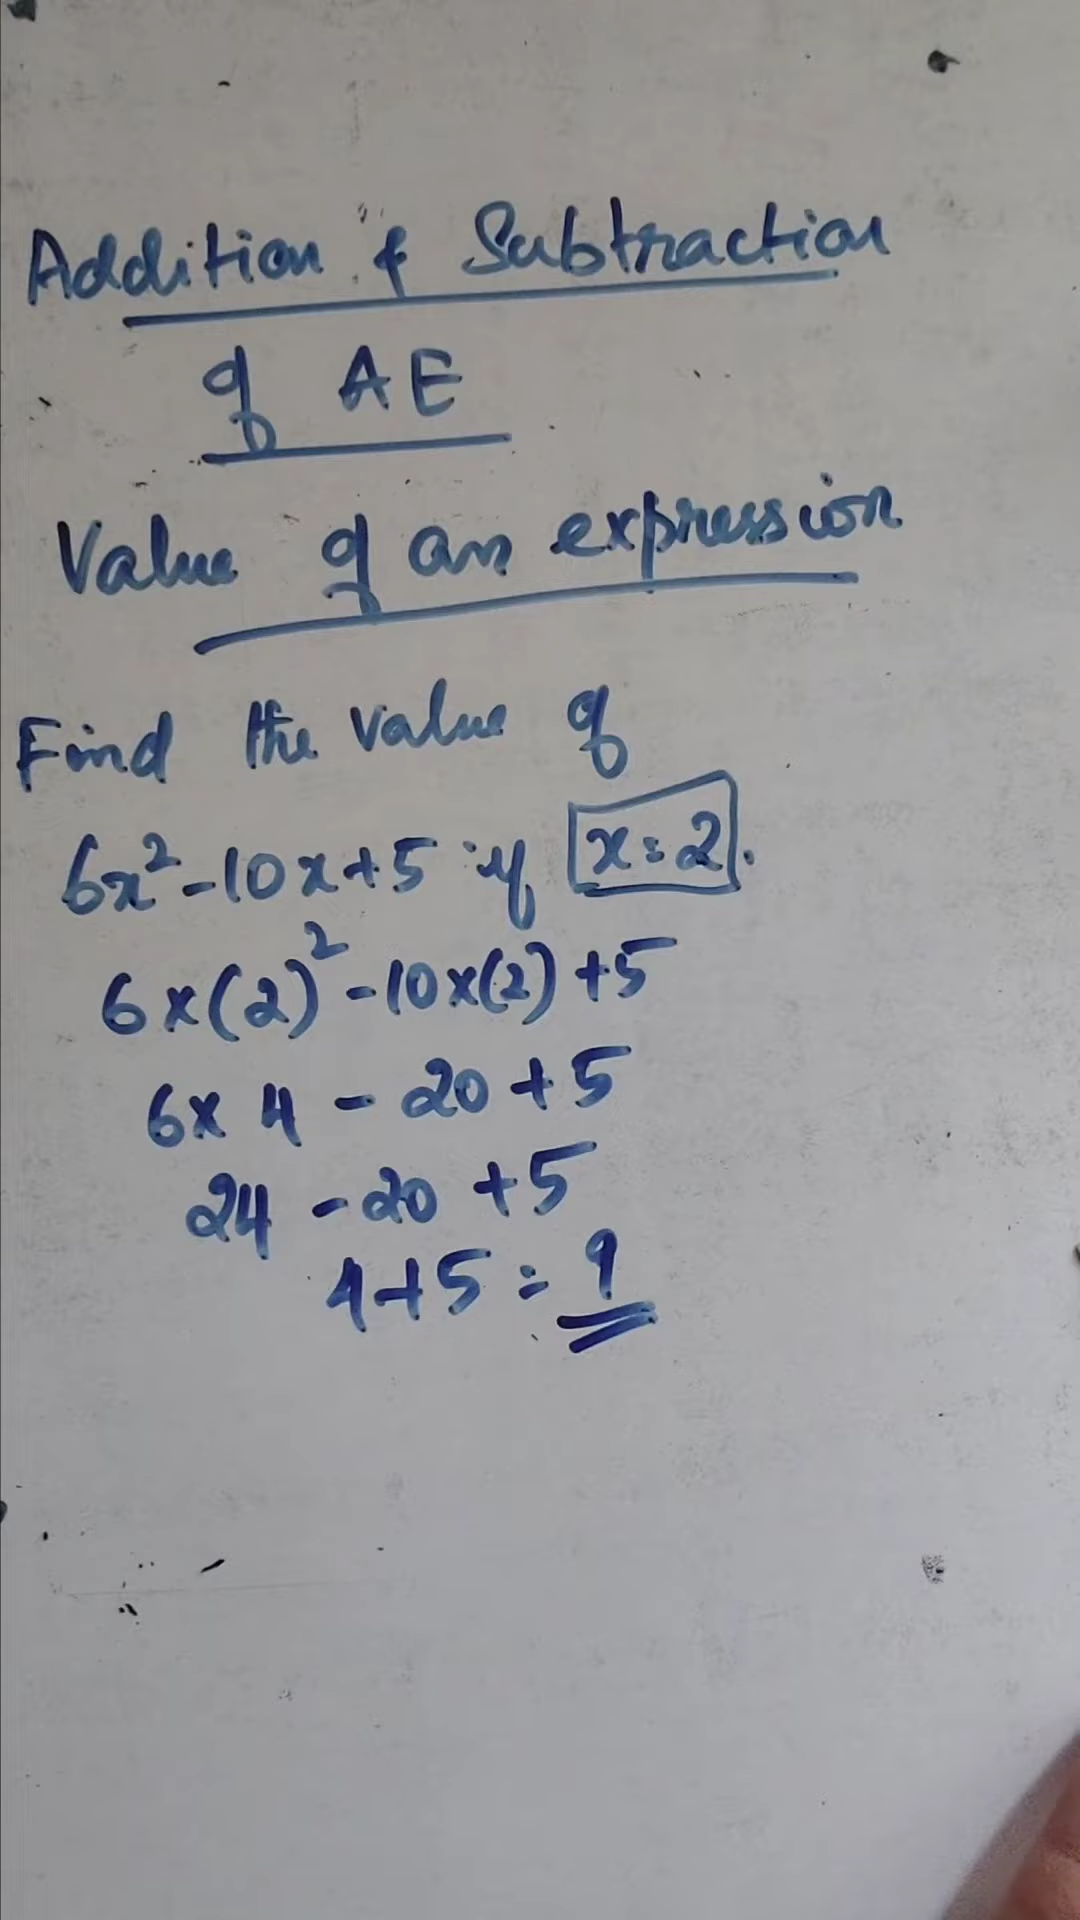 Addition & Subtraction
of AE
Value of an expression
Find the value of
6x² - 10x + 5 if x = 2.
6 × (2)² - 10 × (2) + 5
6 × 4 - 20 + 5
24 - 20 + 5
4 + 5 = 9